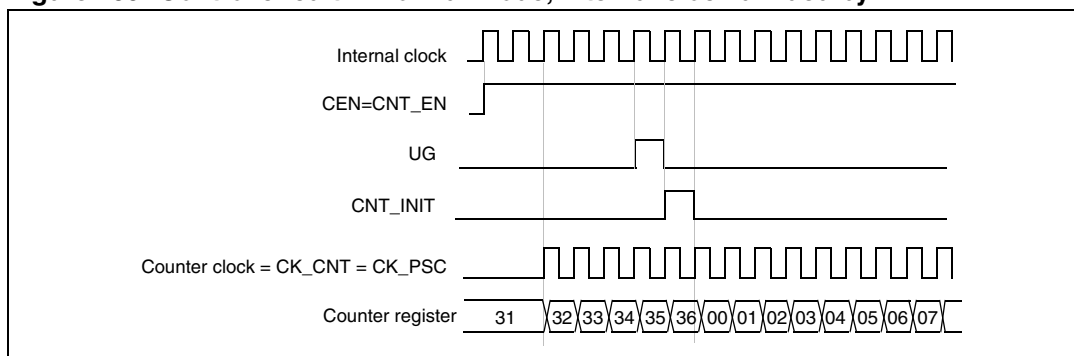 Internal clock
CEN=CNT_EN
UG
CNT_INIT
Counter clock = CK_CNT = CK_PSC
Counter register 31 32 33 34 35 36 00 01 02 03 04 05 06 07